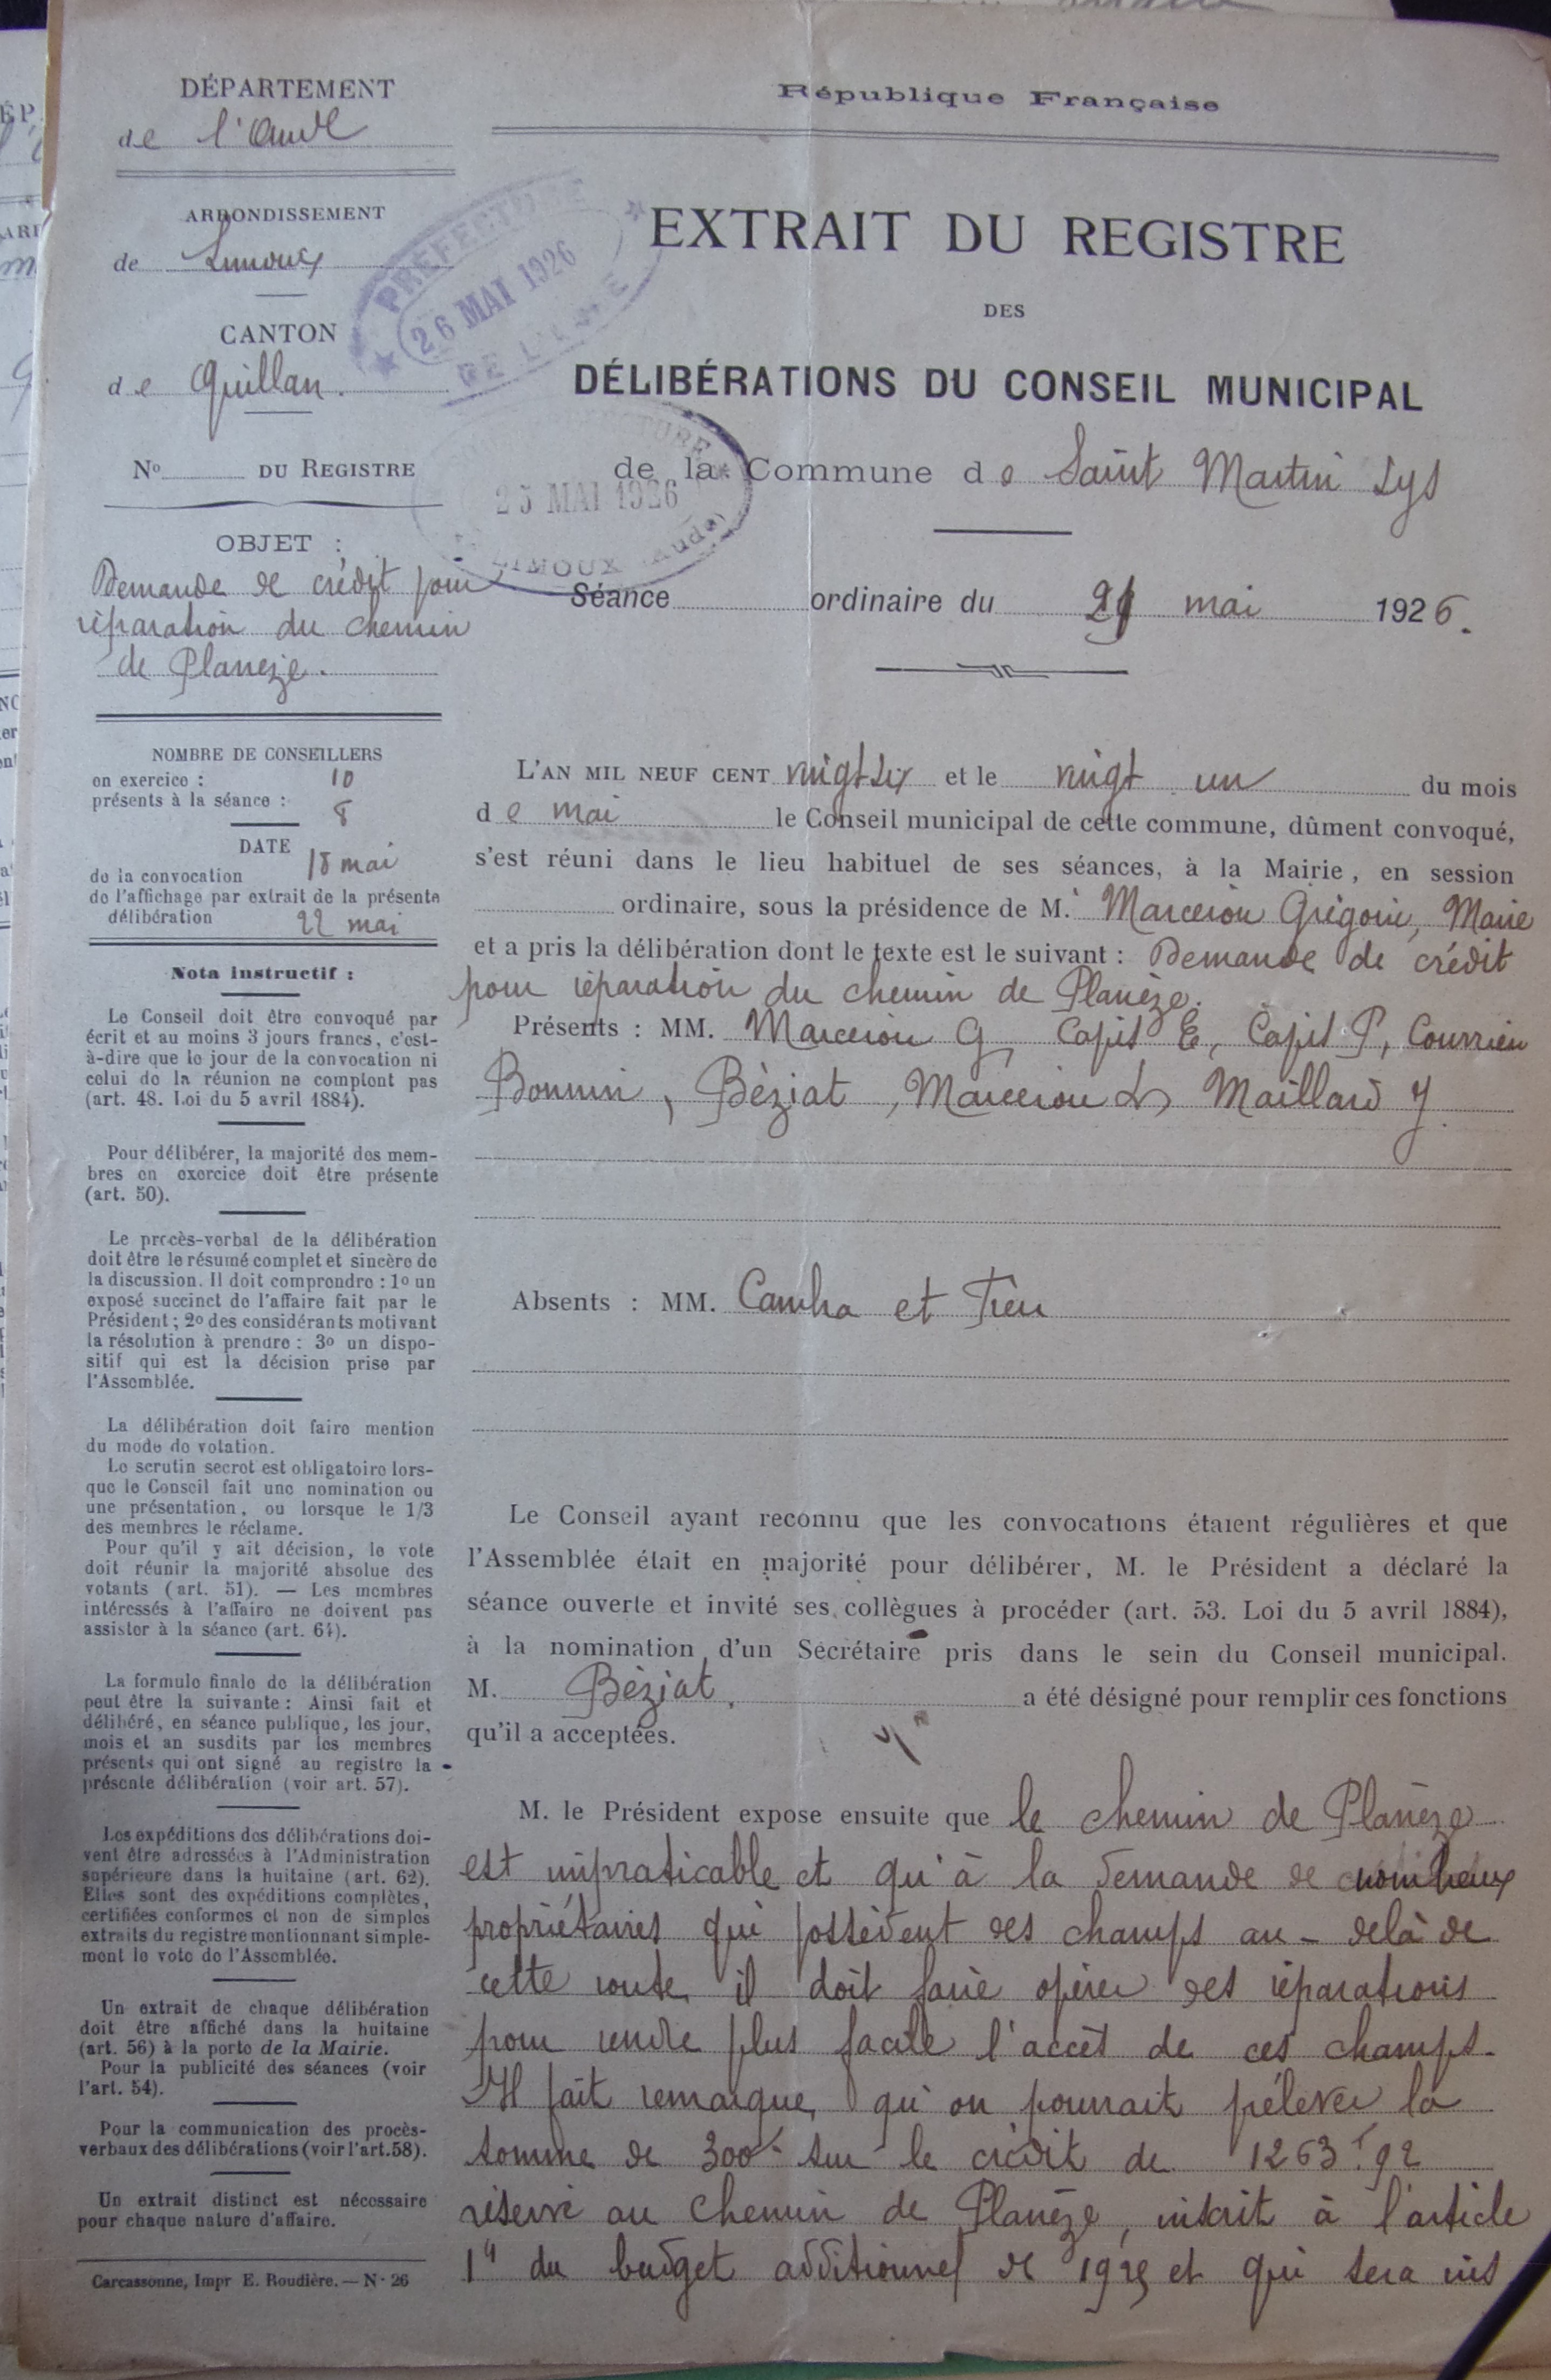 DÉPARTEMENT
de l'Aude
ARRONDISSEMENT
de Limoux
CANTON
de Quillan.
No DU REGISTRE
OBJET :
Demande de crédit pour
réparation du chemin
de Planèze.
NOMBRE DE CONSEILLERS
en exercice : 10
présents à la séance : 8
DATE
de la convocation 18 mai
de l'affichage par extrait de la présente
délibération 22 mai
Nota instructif :
Le Conseil doit être convoqué par
écrit et au moins 3 jours francs, c'est-
à-dire que le jour de la convocation ni
celui de la réunion ne comptent pas
(art. 48. Loi du 5 avril 1884).
Pour délibérer, la majorité des mem-
bres en exercice doit être présente
(art. 50).
Le procès-verbal de la délibération
doit être le résumé complet et sincère de
la discussion. Il doit comprendre : 1o un
exposé succinct de l'affaire fait par le
Président ; 2o des considérants motivant
la résolution à prendre : 3o un dispo-
sitif qui est la décision prise par
l'Assemblée.
La délibération doit faire mention
du mode de votation.
Le scrutin secret est obligatoire lors-
que le Conseil fait une nomination ou
une présentation, ou lorsque le 1/3
des membres le réclame.
Pour qu'il y ait décision, le vote
doit réunir la majorité absolue des
votants (art. 51). — Les membres
intéressés à l'affaire ne doivent pas
assister à la séance (art. 64).
La formule finale de la délibération
peut être la suivante : Ainsi fait et
délibéré, en séance publique, les jour,
mois et an susdits par les membres
présents qui ont signé au registre la
présente délibération (voir art. 57).
Les expéditions des délibérations doi-
vent être adressées à l'Administration
supérieure dans la huitaine (art. 62).
Elles sont des expéditions complètes,
certifiées conformes et non de simples
extraits du registre mentionnant simple-
ment le vote de l'Assemblée.
Un extrait de chaque délibération
doit être affiché dans la huitaine
(art. 56) à la porte de la Mairie.
Pour la publicité des séances (voir
l'art. 54).
Pour la communication des procès-
verbaux des délibérations (voir l'art. 58).
Un extrait distinct est nécessaire
pour chaque nature d'affaire.
Carcassonne, Impr E. Roudière. — N· 26
PRÉFECTURE
26 MAI 1926
DE L'AUDE
25 MAI 1926
LIMOUX (Aude)
République Française
EXTRAIT DU REGISTRE
DES
DÉLIBÉRATIONS DU CONSEIL MUNICIPAL
de la Commune de Saint Martin Lys
Séance ordinaire du 21 mai 1926.
L'AN MIL NEUF CENT vingt six et le vingt un du mois
de mai le Conseil municipal de cette commune, dûment convoqué,
s'est réuni dans le lieu habituel de ses séances, à la Mairie, en session
ordinaire, sous la présidence de M. Marcerou Grégoire, Maire
et a pris la délibération dont le texte est le suivant : Demande de crédit
pour réparation du chemin de Planèze.
Présents : MM. Marcerou G, Capis E, Capis P, Courrieu
Bonnin, Béziat, Marcerou L, Maillard J
Absents : MM. et
Le Conseil ayant reconnu que les convocations étaient régulières et que
l'Assemblée était en majorité pour délibérer, M. le Président a déclaré la
séance ouverte et invité ses collègues à procéder (art. 53. Loi du 5 avril 1884),
à la nomination d'un Secrétaire pris dans le sein du Conseil municipal.
M. Béziat, a été désigné pour remplir ces fonctions
qu'il a acceptées.
M. le Président expose ensuite que le chemin de Planèze
est impraticable et qu'à la demande de nombreux
propriétaires qui possèdent des champs au-delà de
cette route il doit faire opérer des réparations
pour rendre plus facile l'accès de ces champs.
Il fait remarquer qu'on pourrait prélever la
somme de 300f sur le crédit de 1263f.92
réservé au chemin de Planèze, inscrit à l'article
14 du budget additionnel de 1925 et qui sera ins